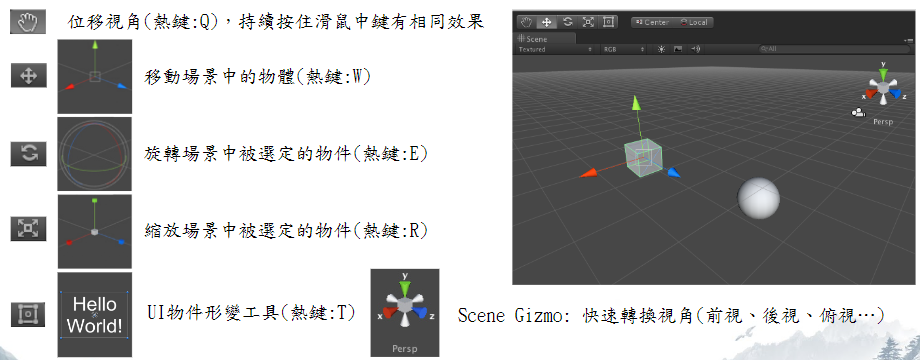 位移視角(熱鍵:Q)，持續按住滑鼠中鍵有相同效果
移動場景中的物體(熱鍵:W)
旋轉場景中被選定的物件(熱鍵:E)
縮放場景中被選定的物件(熱鍵:R)
Hello
World!
UI物件形變工具(熱鍵:T)
y
x
z
Persp
Scene Gizmo: 快速轉換視角(前視、後視、俯視…)
Center
Local
Scene
Textured
RGB
All
y
x
z
Persp